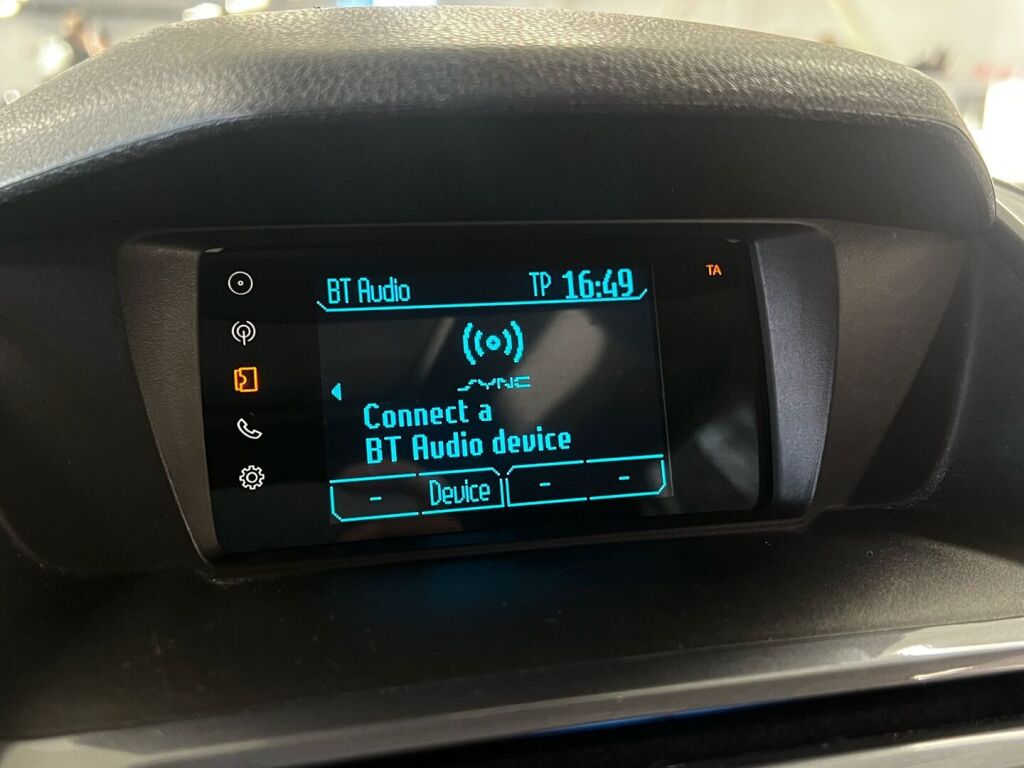 BT Audio TP 16:49 TA
SYNC
Connect a
BT Audio device
- Device - -